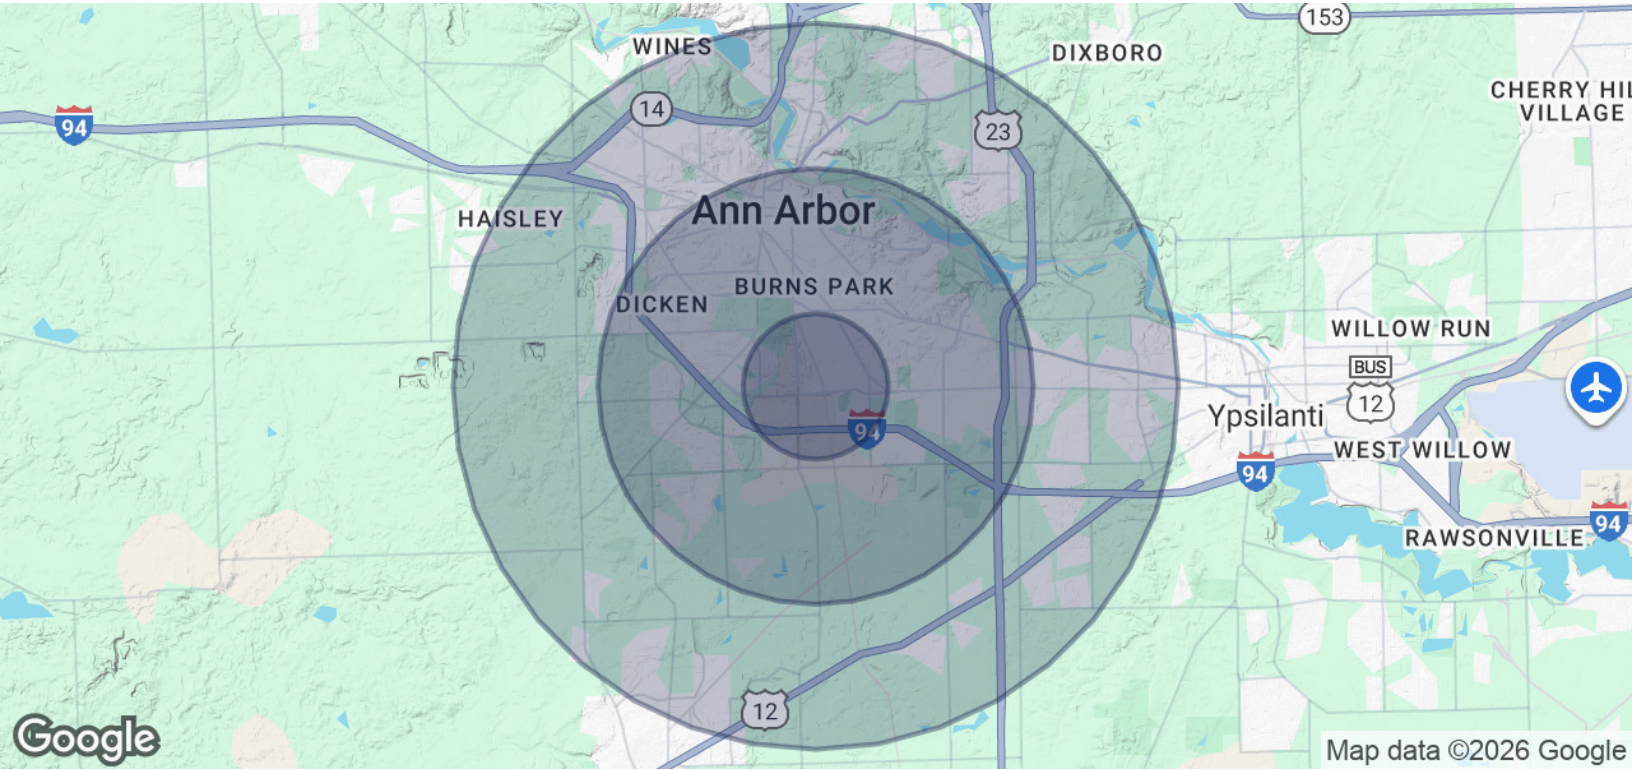 153
WINES
DIXBORO
CHERRY HIL
VILLAGE
94
14
23
HAISLEY
Ann Arbor
BURNS PARK
DICKEN
WILLOW RUN
BUS
12
Ypsilanti
94
WEST WILLOW
94
94
RAWSONVILLE
12
Google
Map data ©2026 Google